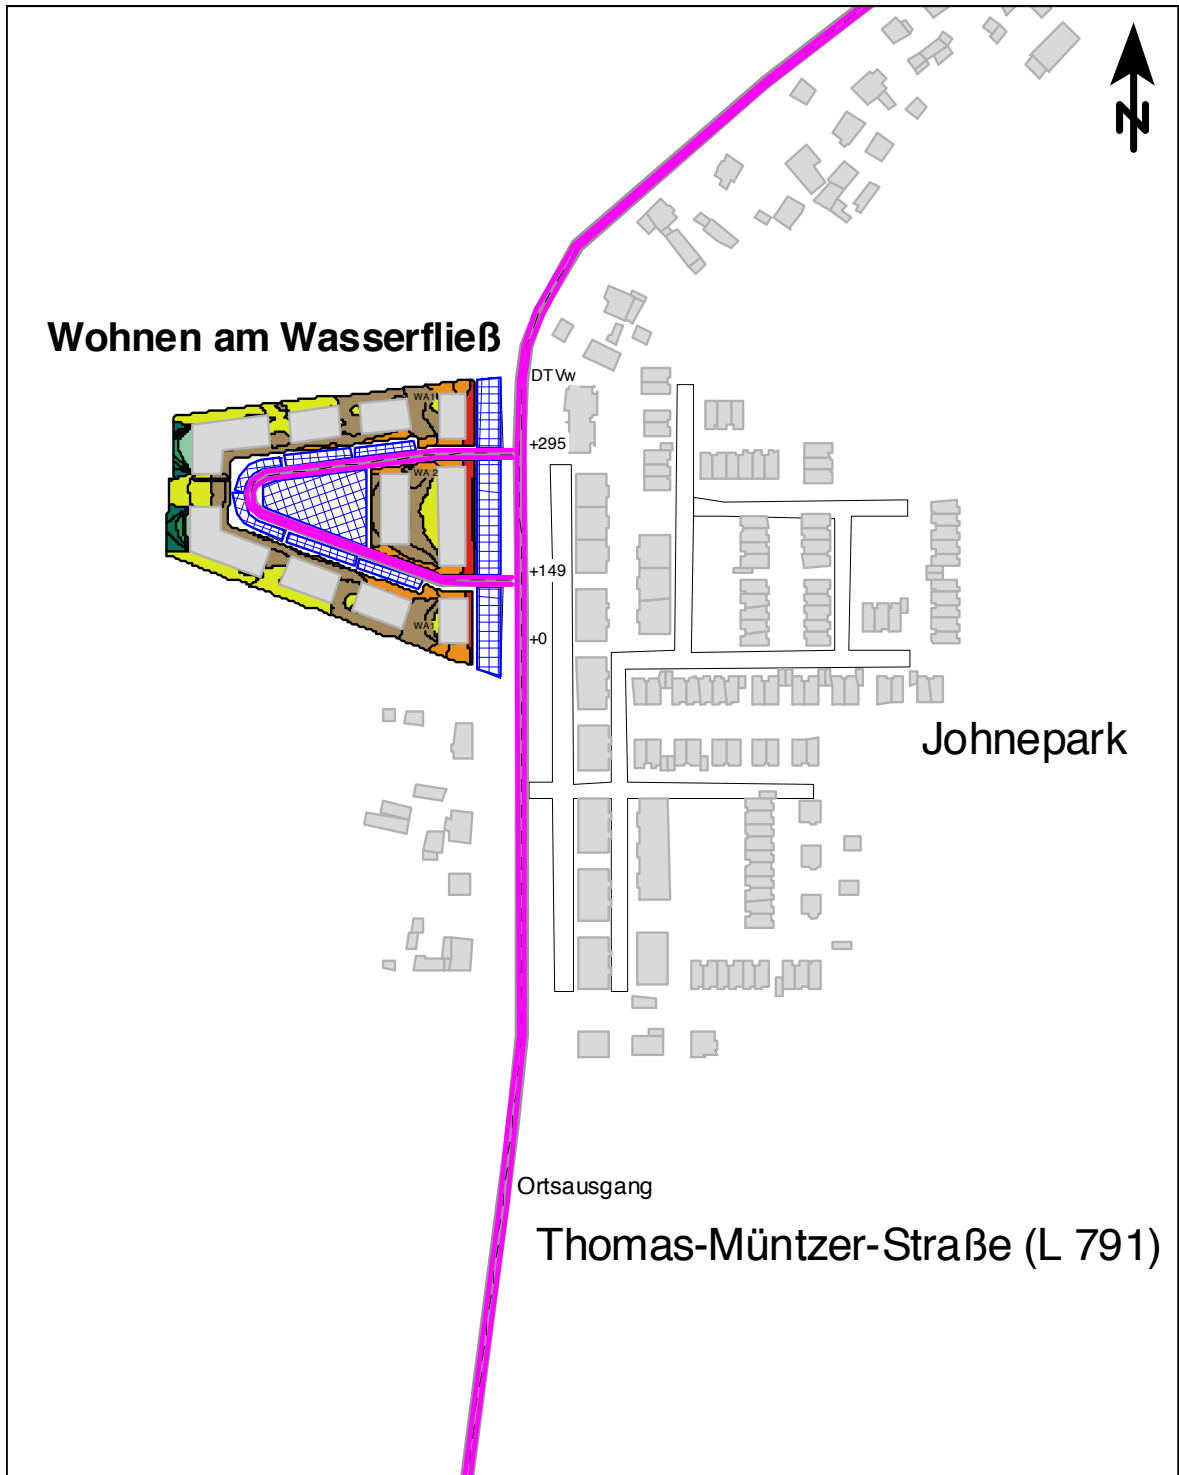 N
Wohnen am Wasserfließ
DTVw
WA1
+295
WA 2
+149
WA1
+0
Johnepark
Ortsausgang
Thomas-Müntzer-Straße (L 791)